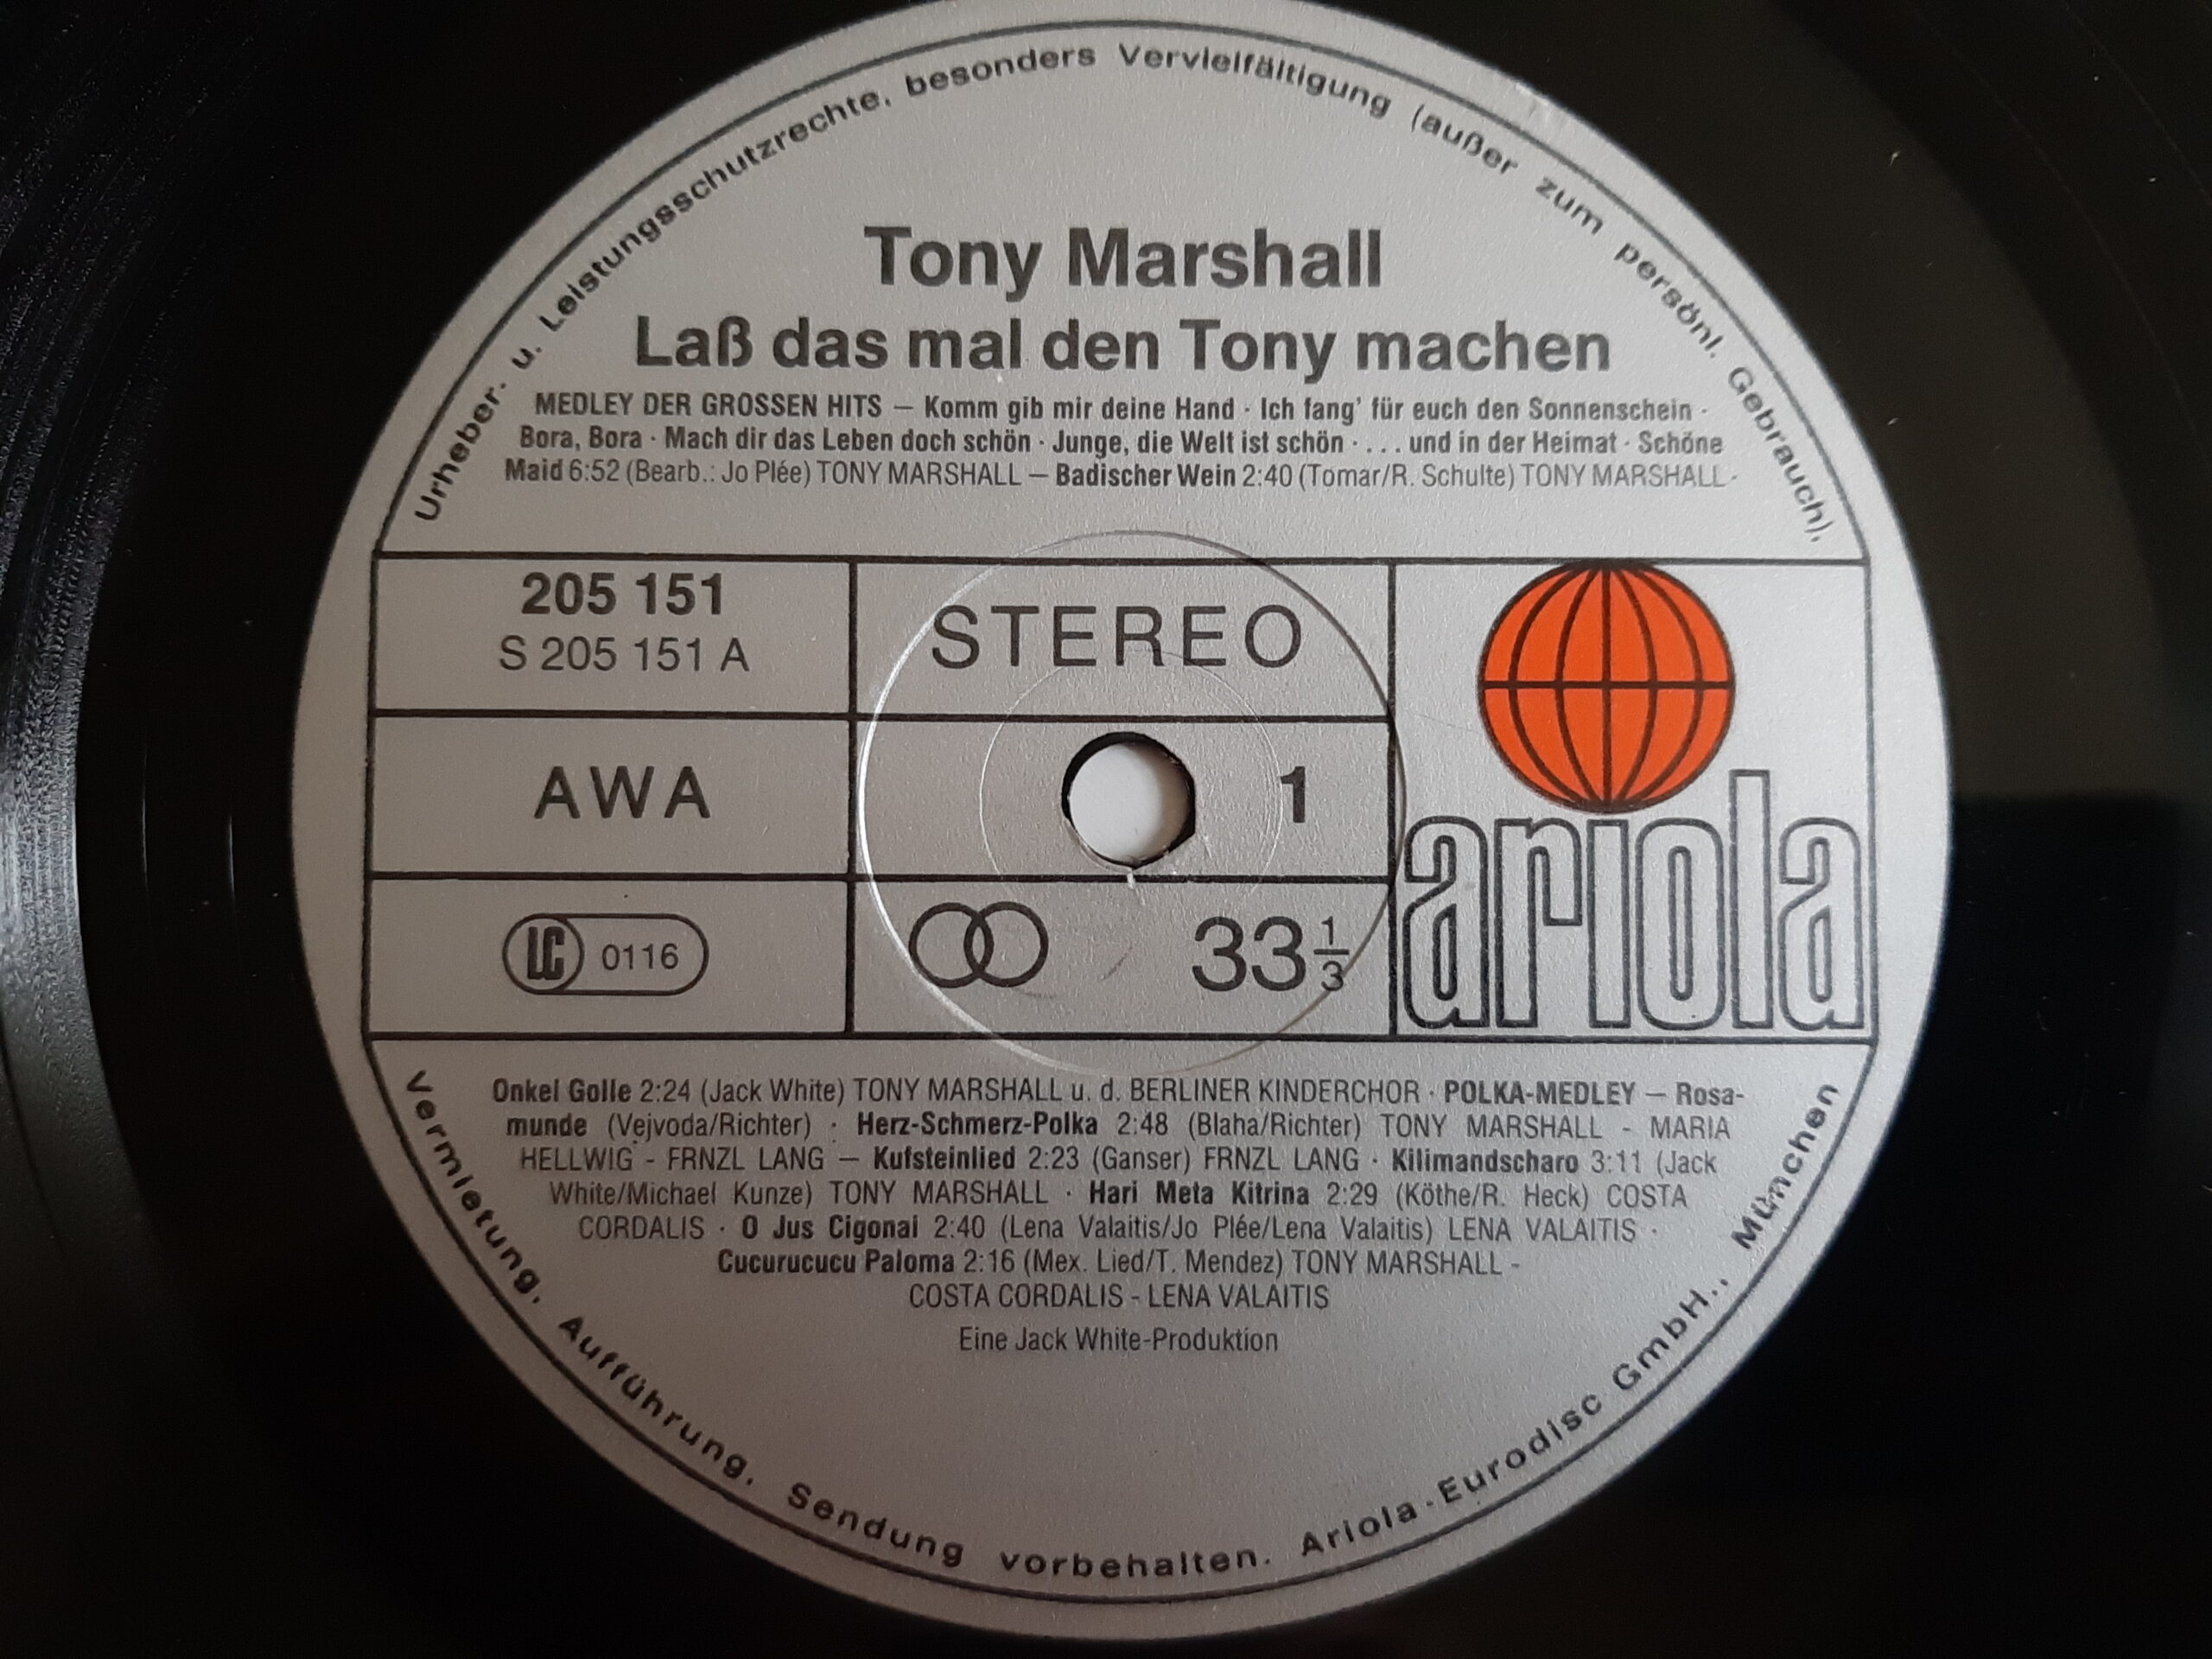 Urheber- u. Leistungsschutzrechte, besonders Vervielfältigung (außer zum persönl. Gebrauch),
Tony Marshall
Laß das mal den Tony machen
MEDLEY DER GROSSEN HITS – Komm gib mir deine Hand · Ich fang' für euch den Sonnenschein ·
Bora, Bora · Mach dir das Leben doch schön · Junge, die Welt ist schön · ... und in der Heimat · Schöne
Maid 6:52 (Bearb.: Jo Plée) TONY MARSHALL – Badischer Wein 2:40 (Tomar/R. Schulte) TONY MARSHALL ·
205 151
S 205 151 A
STEREO
AWA
1
LC 0116
33 1/3
ariola
Onkel Golle 2:24 (Jack White) TONY MARSHALL u. d. BERLINER KINDERCHOR · POLKA-MEDLEY – Rosa-
munde (Vejvoda/Richter) · Herz-Schmerz-Polka 2:48 (Blaha/Richter) TONY MARSHALL - MARIA
HELLWIG - FRNZL LANG – Kufsteinlied 2:23 (Ganser) FRNZL LANG · Kilimandscharo 3:11 (Jack
White/Michael Kunze) TONY MARSHALL · Hari Meta Kitrina 2:29 (Köthe/R. Heck) COSTA
CORDALIS · O Jus Cigonai 2:40 (Lena Valaitis/Jo Plée/Lena Valaitis) LENA VALAITIS ·
Cucurucucu Paloma 2:16 (Mex. Lied/T. Mendez) TONY MARSHALL -
COSTA CORDALIS - LENA VALAITIS
Eine Jack White-Produktion
Vermietung, Aufführung, Sendung vorbehalten. Ariola-Eurodisc GmbH., München